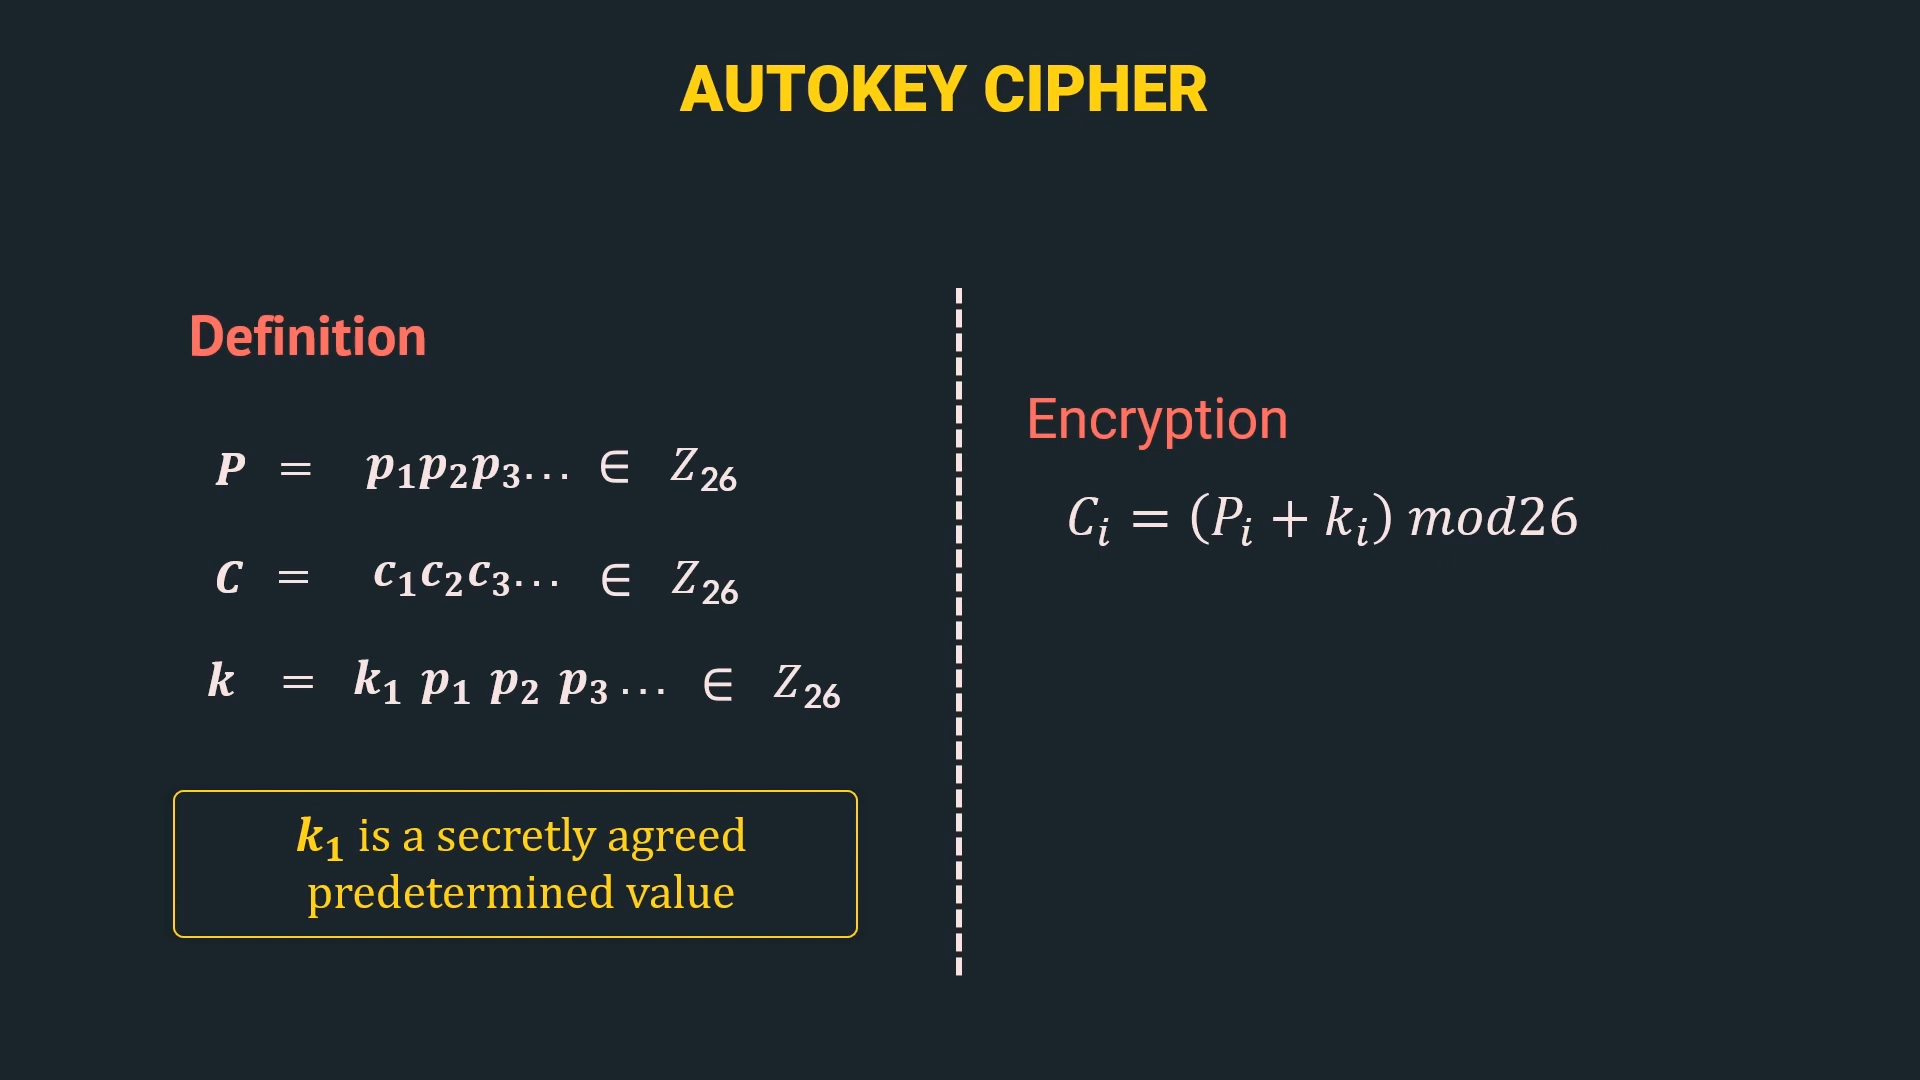 AUTOKEY CIPHER
Definition
P = p₁p₂p₃... ∈ Z₂₆
C = c₁c₂c₃... ∈ Z₂₆
k = k₁ p₁ p₂ p₃ ... ∈ Z₂₆
k₁ is a secretly agreed
predetermined value
Encryption
Cᵢ = (Pᵢ + kᵢ) mod26